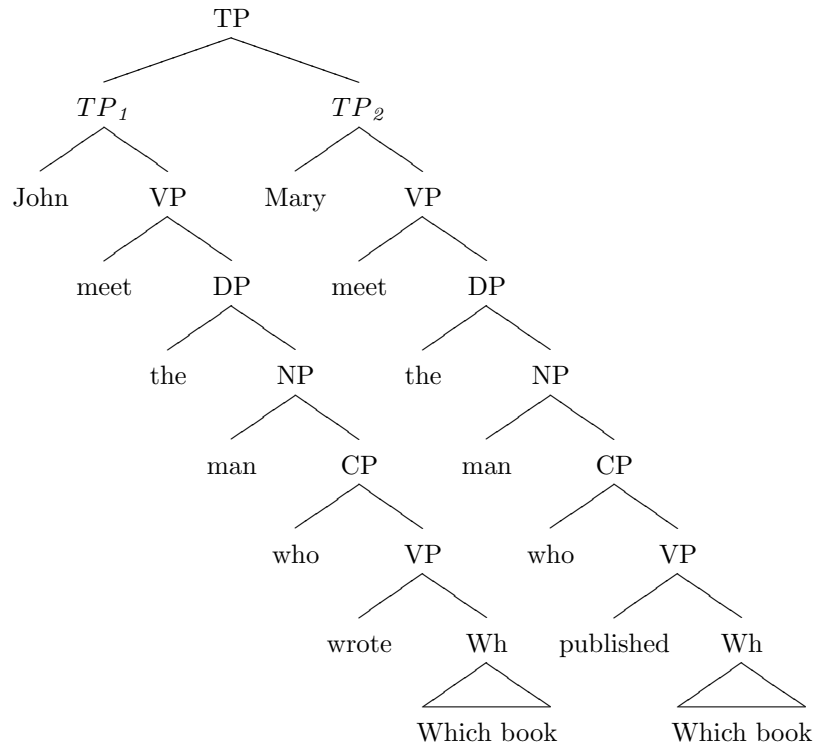 TP
TP₁ TP₂
John VP Mary VP
meet DP meet DP
the NP the NP
man CP man CP
who VP who VP
wrote Wh published Wh
Which book Which book